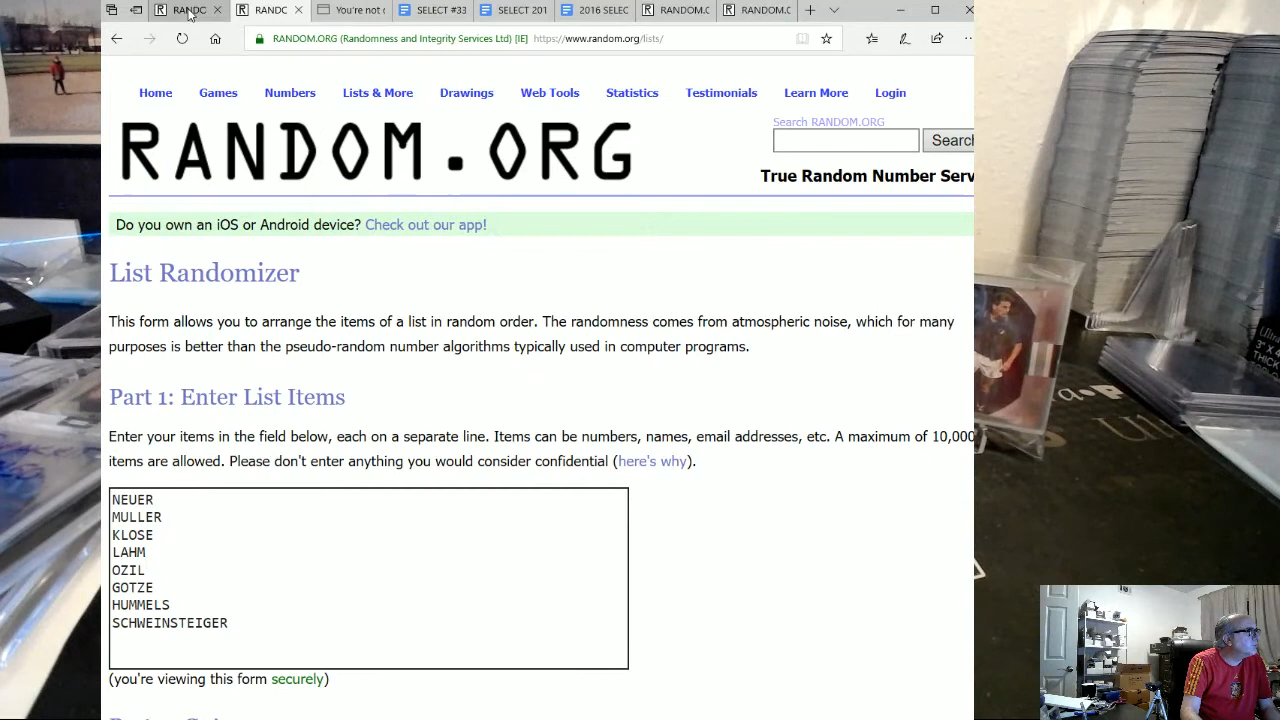 RANDC
RANDC
You're not c
SELECT #33
SELECT 201
2016 SELEC
RANDOM.C
RANDOM.C
RANDOM.ORG (Randomness and Integrity Services Ltd) [IE] https://www.random.org/lists/
Home Games Numbers Lists & More Drawings Web Tools Statistics Testimonials Learn More Login
RANDOM.ORG
Search RANDOM.ORG
Search
True Random Number Serv
Do you own an iOS or Android device? Check out our app!
List Randomizer
This form allows you to arrange the items of a list in random order. The randomness comes from atmospheric noise, which for many
purposes is better than the pseudo-random number algorithms typically used in computer programs.
Part 1: Enter List Items
Enter your items in the field below, each on a separate line. Items can be numbers, names, email addresses, etc. A maximum of 10,000
items are allowed. Please don't enter anything you would consider confidential (here's why).
NEUER
MULLER
KLOSE
LAHM
OZIL
GOTZE
HUMMELS
SCHWEINSTEIGER
(you're viewing this form securely)